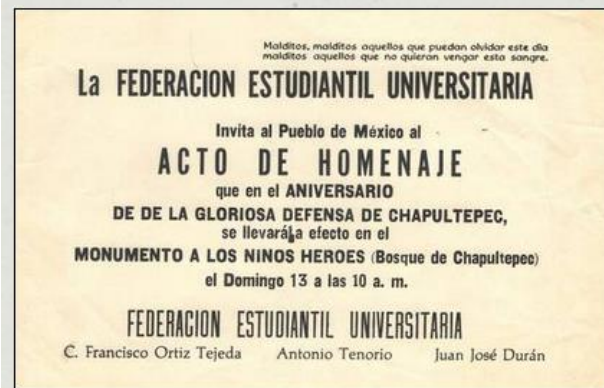 Malditos, malditos aquellos que puedan olvidar este día
malditos aquellos que no quieran vengar esta sangre.
La FEDERACION ESTUDIANTIL UNIVERSITARIA
Invita al Pueblo de México al
ACTO DE HOMENAJE
que en el ANIVERSARIO
DE DE LA GLORIOSA DEFENSA DE CHAPULTEPEC,
se llevará a efecto en el
MONUMENTO A LOS NINOS HEROES (Bosque de Chapultepec)
el Domingo 13 a las 10 a. m.
FEDERACION ESTUDIANTIL UNIVERSITARIA
C. Francisco Ortiz Tejeda Antonio Tenorio Juan José Durán